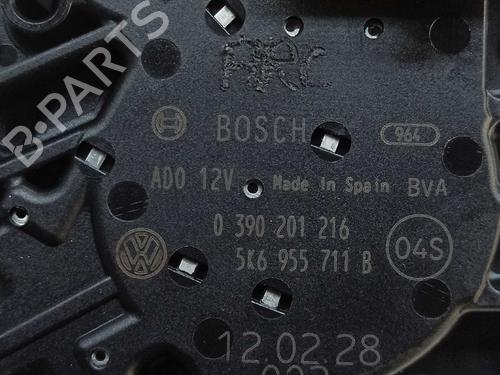 ARC
BOSCH 964
AD0 12V Made in Spain BVA
0 390 201 216
5K6 955 711 B 04S
12.02.28
B-PARTS